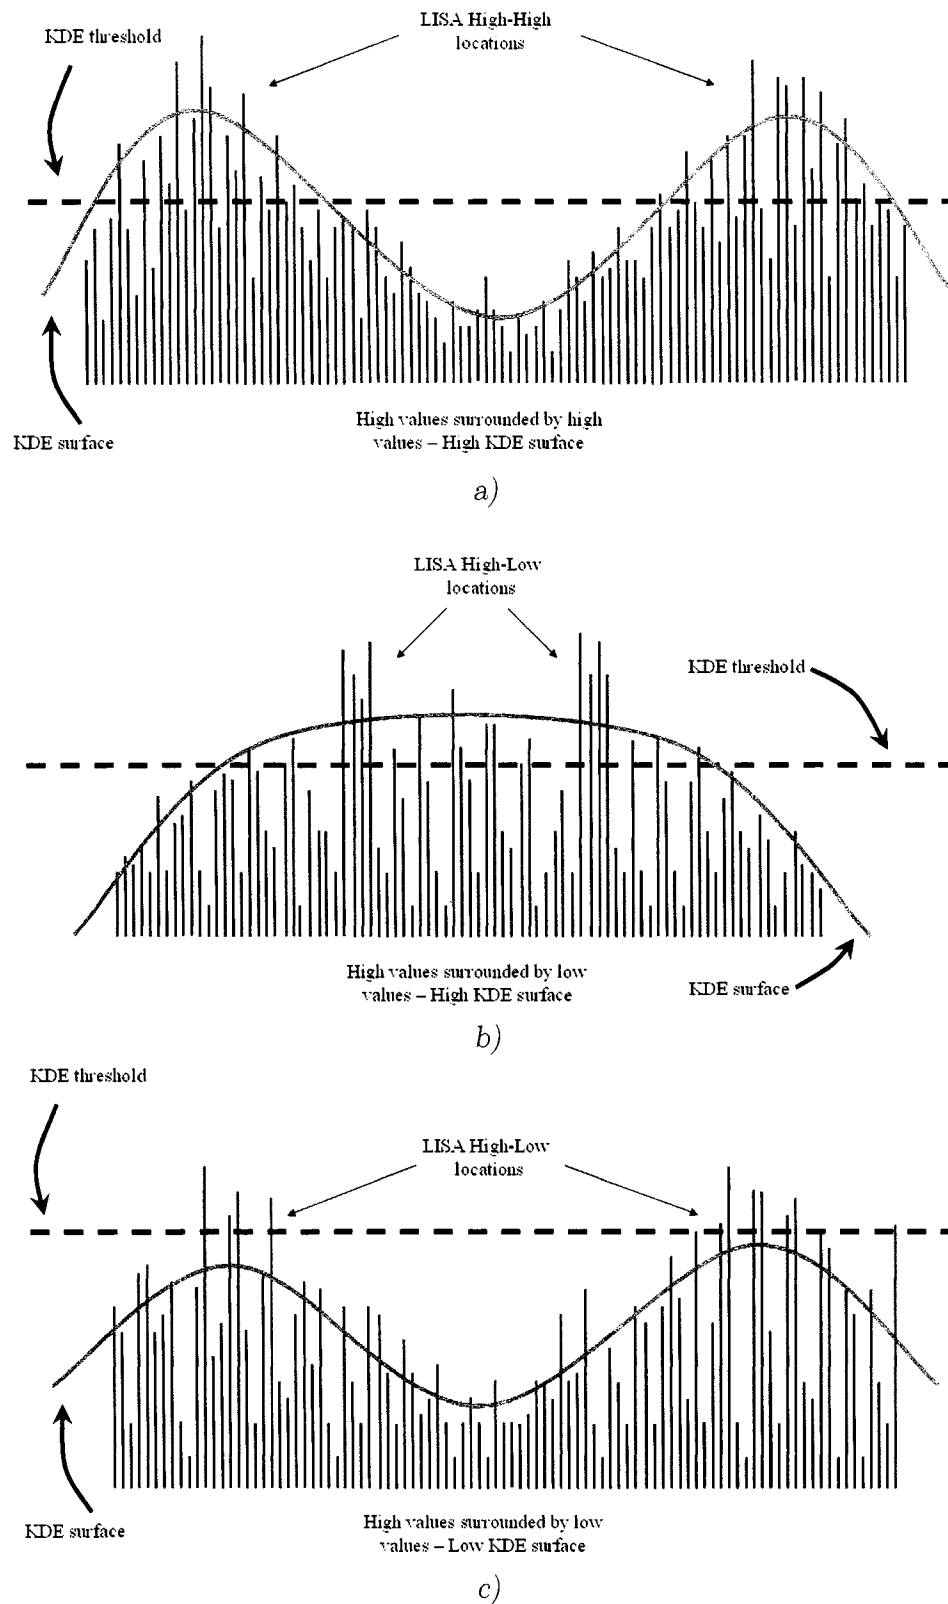 LISA High-High
locations
KDE threshold
KDE surface
High values surrounded by high
values – High KDE surface
a)
LISA High-Low
locations
KDE threshold
High values surrounded by low
values – High KDE surface
KDE surface
b)
KDE threshold
LISA High-Low
locations
KDE surface
High values surrounded by low
values – Low KDE surface
c)